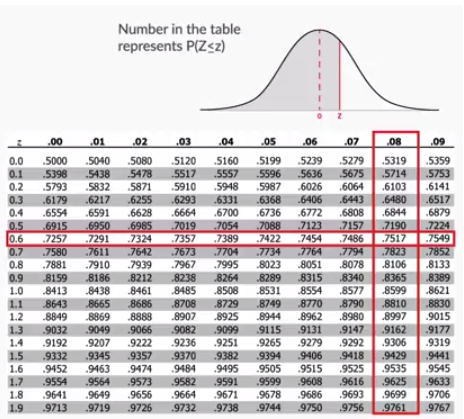 Number in the table
represents P(Z≤z)
0 z
z .00 .01 .02 .03 .04 .05 .06 .07 .08 .09
0.0 .5000 .5040 .5080 .5120 .5160 .5199 .5239 .5279 .5319 .5359
0.1 .5398 .5438 .5478 .5517 .5557 .5596 .5636 .5675 .5714 .5753
0.2 .5793 .5832 .5871 .5910 .5948 .5987 .6026 .6064 .6103 .6141
0.3 .6179 .6217 .6255 .6293 .6331 .6368 .6406 .6443 .6480 .6517
0.4 .6554 .6591 .6628 .6664 .6700 .6736 .6772 .6808 .6844 .6879
0.5 .6915 .6950 .6985 .7019 .7054 .7088 .7123 .7157 .7190 .7224
0.6 .7257 .7291 .7324 .7357 .7389 .7422 .7454 .7486 .7517 .7549
0.7 .7580 .7611 .7642 .7673 .7704 .7734 .7764 .7794 .7823 .7852
0.8 .7881 .7910 .7939 .7967 .7995 .8023 .8051 .8078 .8106 .8133
0.9 .8159 .8186 .8212 .8238 .8264 .8289 .8315 .8340 .8365 .8389
1.0 .8413 .8438 .8461 .8485 .8508 .8531 .8554 .8577 .8599 .8621
1.1 .8643 .8665 .8686 .8708 .8729 .8749 .8770 .8790 .8810 .8830
1.2 .8849 .8869 .8888 .8907 .8925 .8944 .8962 .8980 .8997 .9015
1.3 .9032 .9049 .9066 .9082 .9099 .9115 .9131 .9147 .9162 .9177
1.4 .9192 .9207 .9222 .9236 .9251 .9265 .9279 .9292 .9306 .9319
1.5 .9332 .9345 .9357 .9370 .9382 .9394 .9406 .9418 .9429 .9441
1.6 .9452 .9463 .9474 .9484 .9495 .9505 .9515 .9525 .9535 .9545
1.7 .9554 .9564 .9573 .9582 .9591 .9599 .9608 .9616 .9625 .9633
1.8 .9641 .9649 .9656 .9664 .9671 .9678 .9686 .9693 .9699 .9706
1.9 .9713 .9719 .9726 .9732 .9738 .9744 .9750 .9756 .9761 .9767